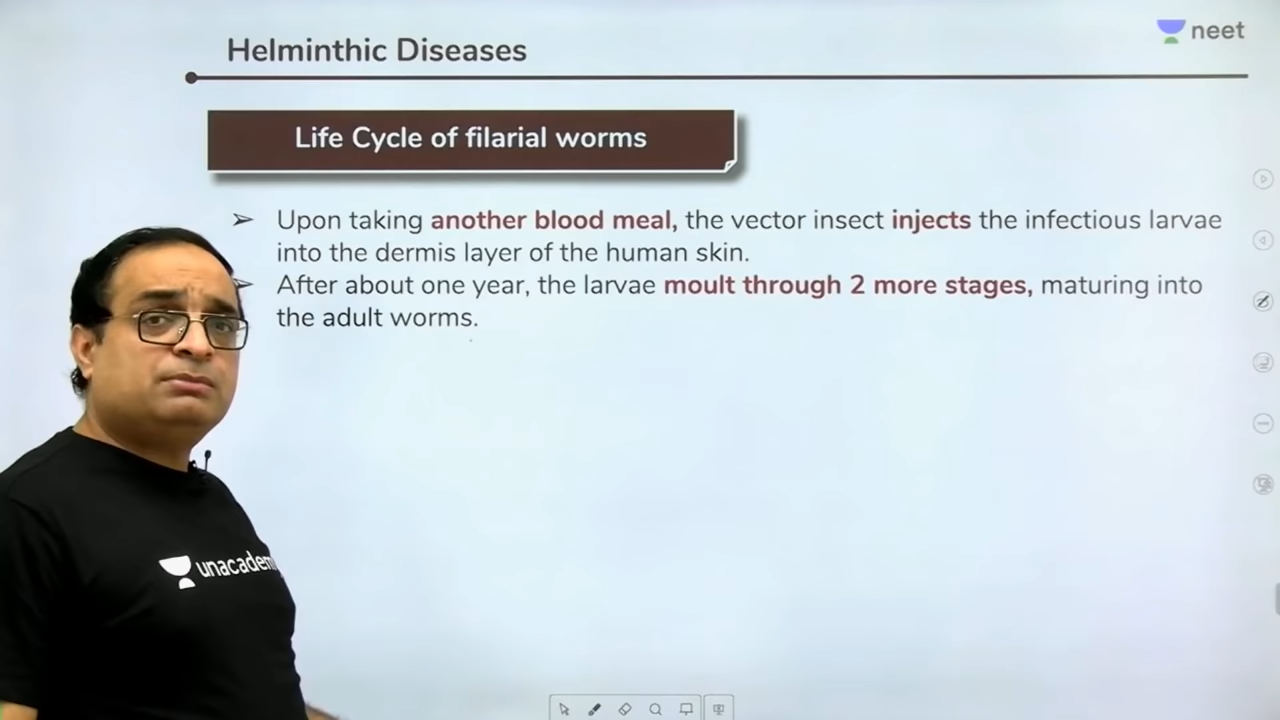 neet
Helminthic Diseases
Life Cycle of filarial worms
➢ Upon taking another blood meal, the vector insect injects the infectious larvae
into the dermis layer of the human skin.
➢ After about one year, the larvae moult through 2 more stages, maturing into
the adult worms.
unacadem